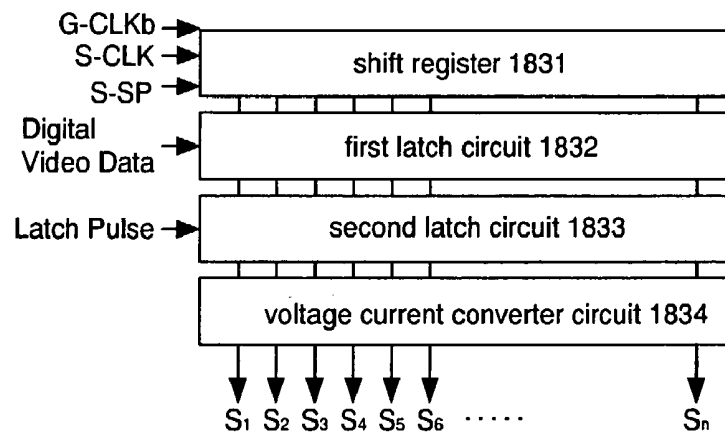 G-CLKb
S-CLK
S-SP
shift register 1831
Digital
Video Data
first latch circuit 1832
Latch Pulse
second latch circuit 1833
voltage current converter circuit 1834
S1 S2 S3 S4 S5 S6 ····· Sn